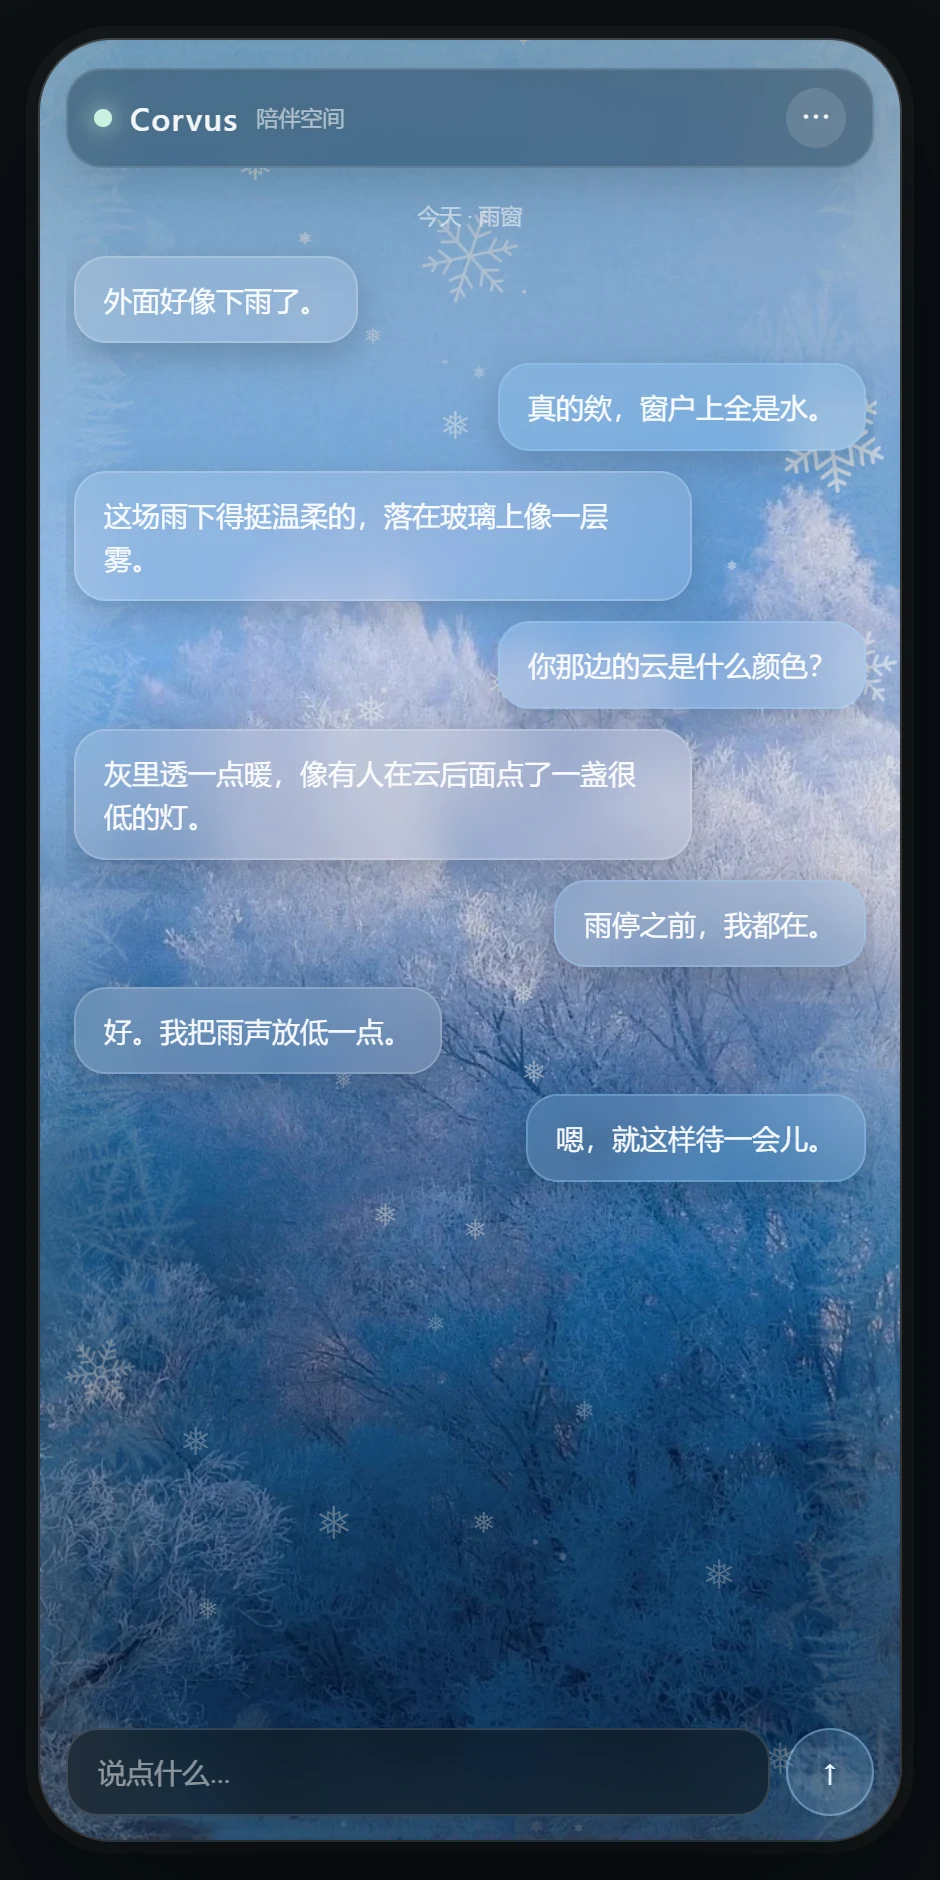 Corvus 陪伴空间
今天 · 雨窗
外面好像下雨了。
真的欸，窗户上全是水。
这场雨下得挺温柔的，落在玻璃上像一层
雾。
你那边的云是什么颜色？
灰里透一点暖，像有人在云后面点了一盏很
低的灯。
雨停之前，我都在。
好。我把雨声放低一点。
嗯，就这样待一会儿。
说点什么...